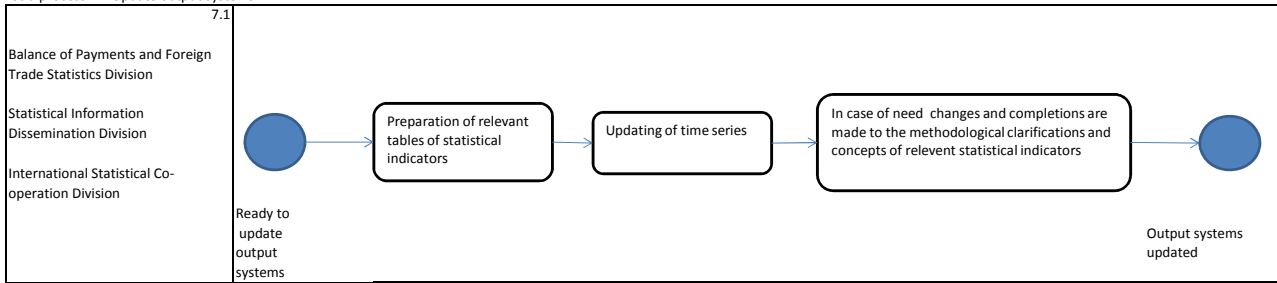 7.1
Balance of Payments and Foreign
Trade Statistics Division
Statistical Information
Dissemination Division
International Statistical Co-
operation Division
Ready to
update
output
systems
Preparation of relevant
tables of statistical
indicators
Updating of time series
In case of need changes and completions are
made to the methodological clarifications and
concepts of relevent statistical indicators
Output systems
updated